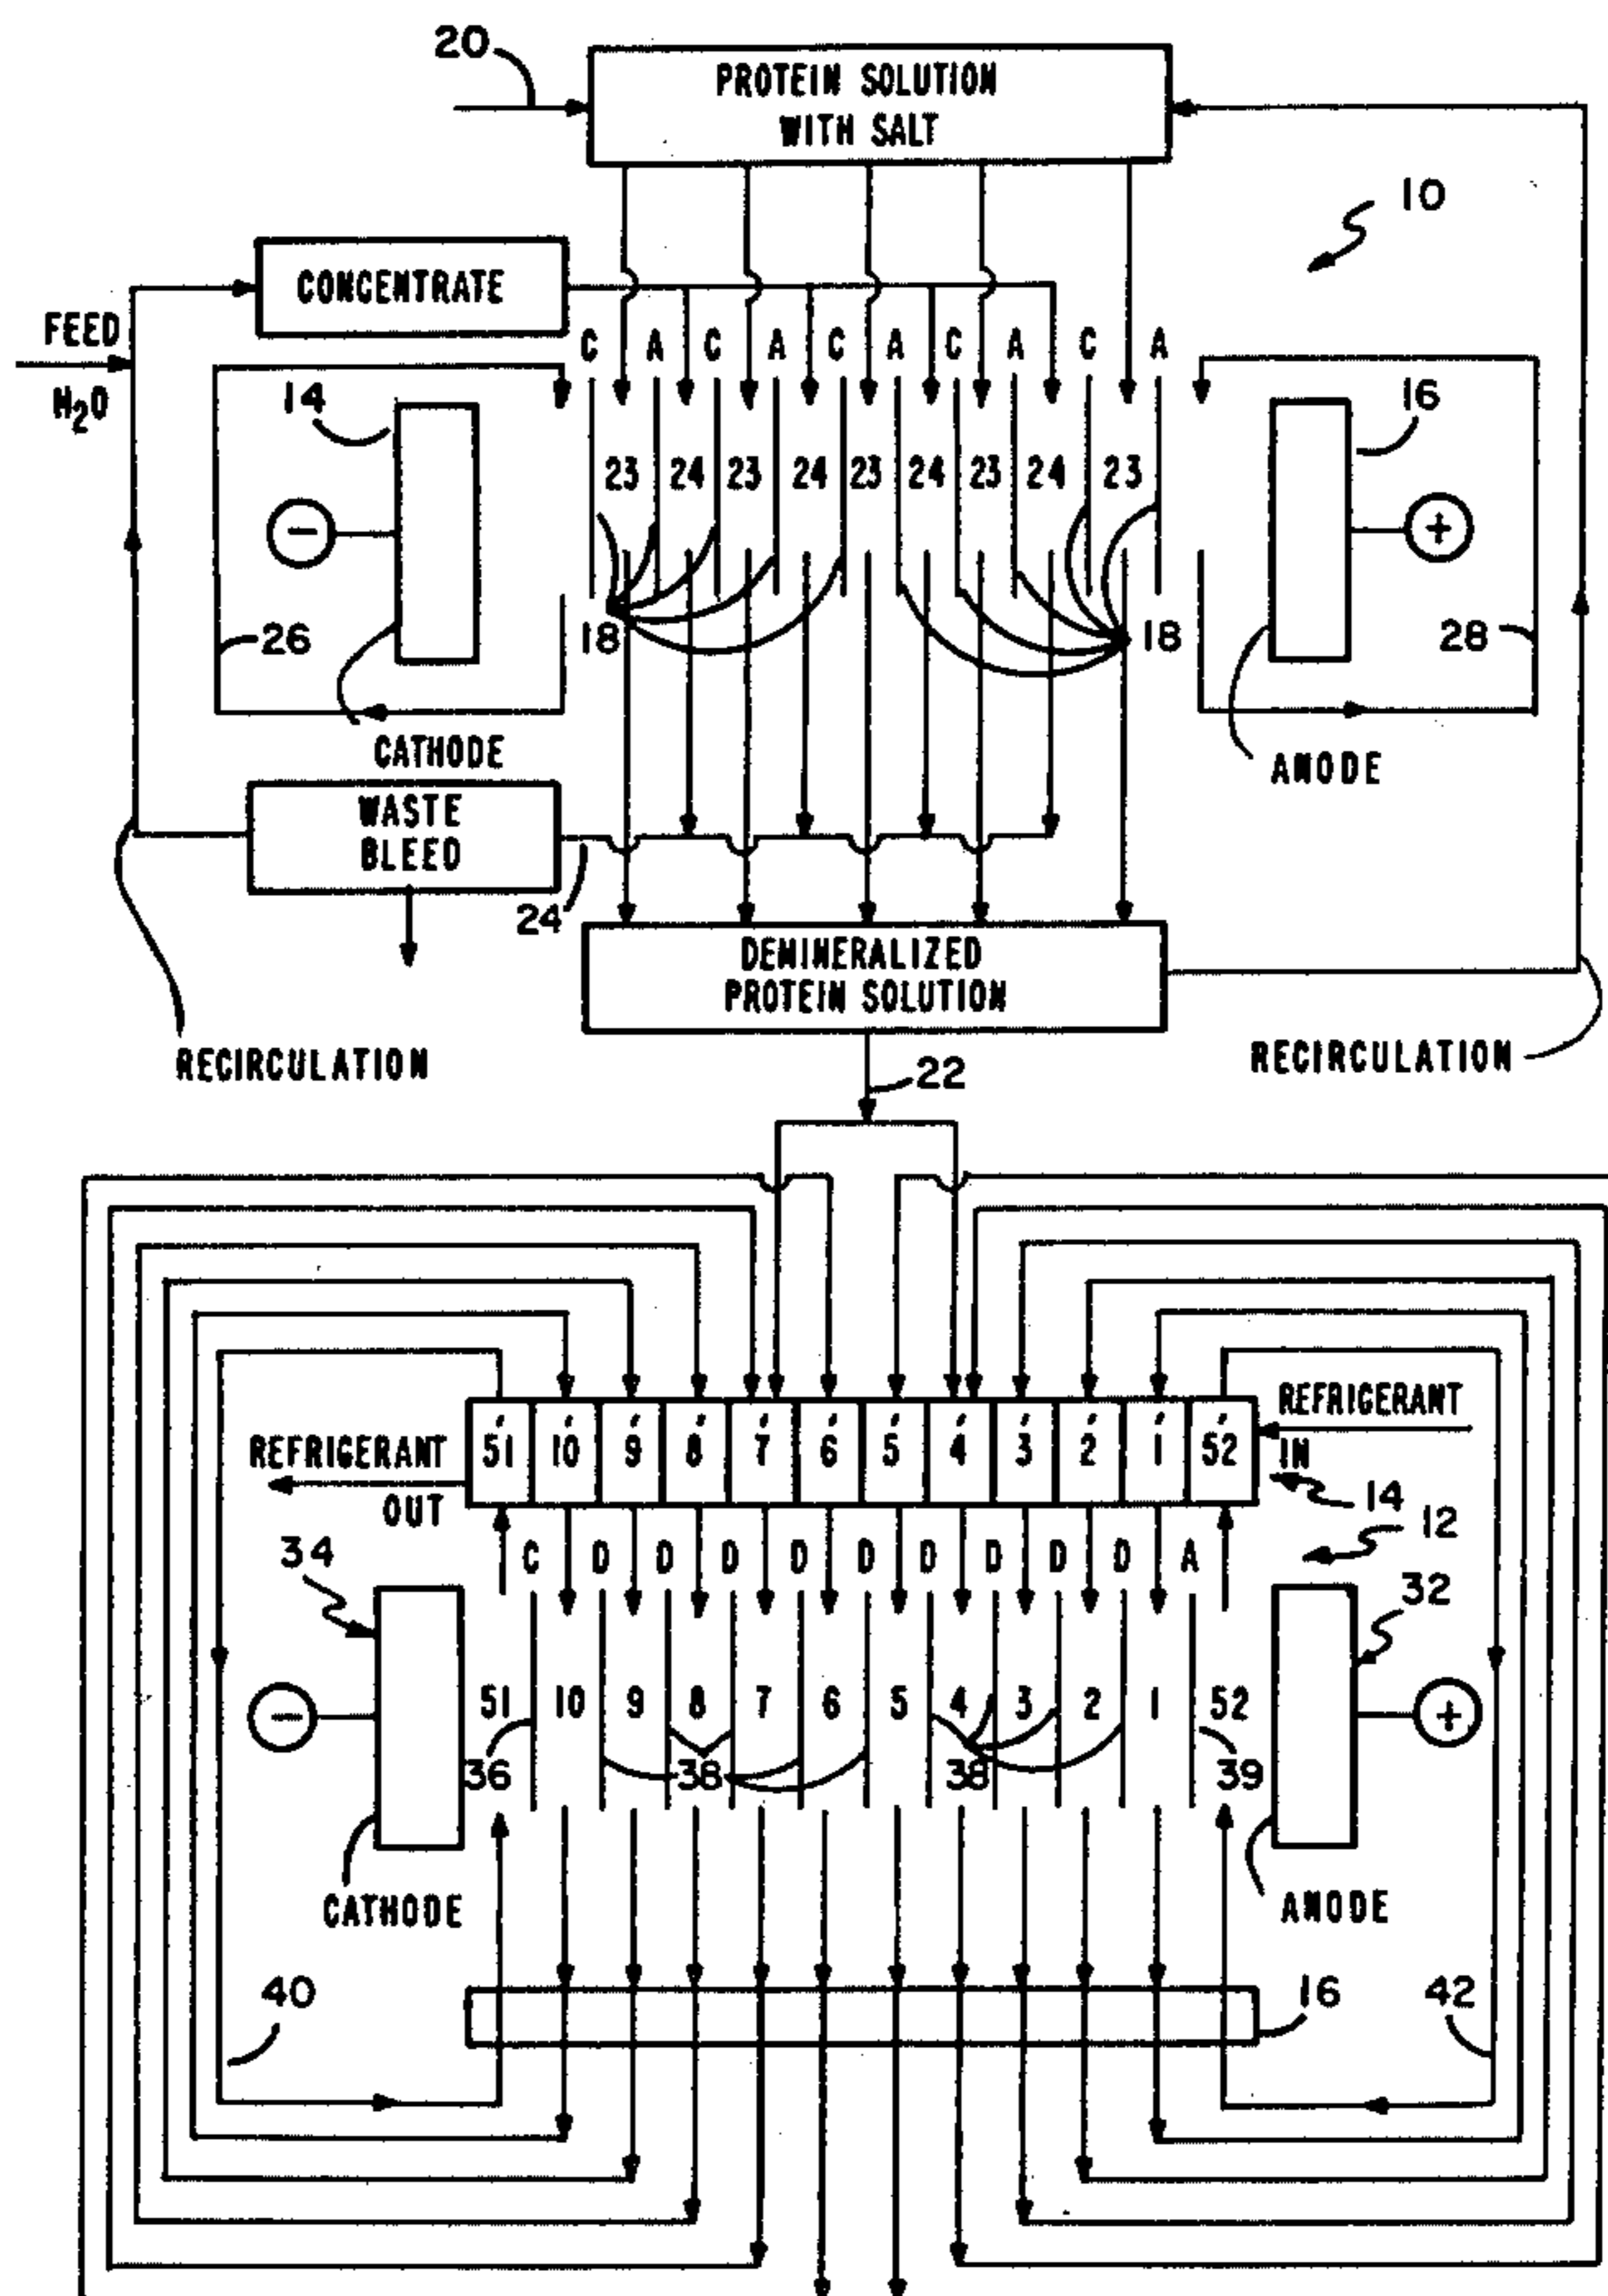 20
PROTEIN SOLUTION
WITH SALT
10
CONCENTRATE
FEED
H2O
C A C A C A C A C A
14
16
23 24 23 24 23 24 23 24 23
−
+
26
18
18
28
CATHODE
ANODE
WASTE
BLEED
24
DEMINERALIZED
PROTEIN SOLUTION
RECIRCULATION
RECIRCULATION
22
REFRIGERANT
IN
REFRIGERANT
OUT
51' 10' 9' 8' 7' 6' 5' 4' 3' 2' 1' 52'
14
12
C D D D D D D D D D A
34
32
51 10 9 8 7 6 5 4 3 2 1 52
−
+
36
38
38
39
CATHODE
ANODE
40
16
42